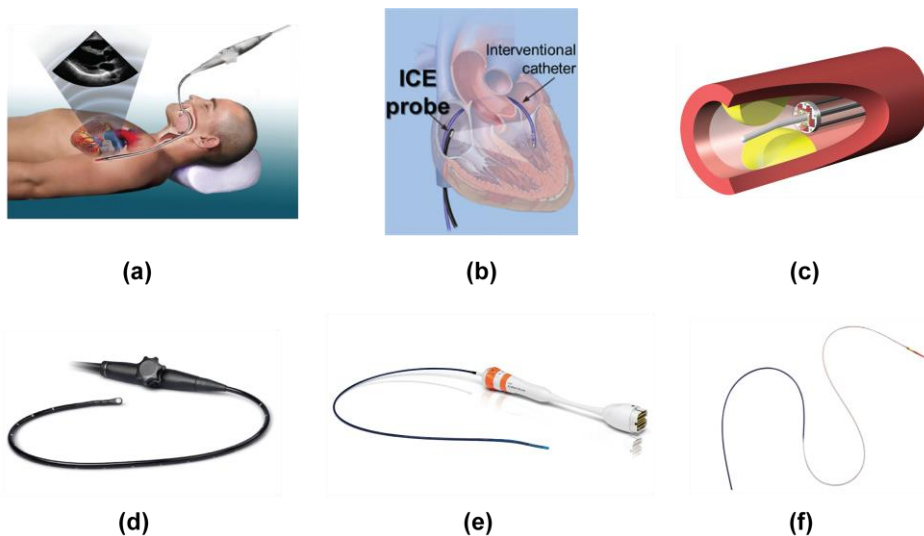 ICE
probe
Interventional
catheter
(a)
(b)
(c)
(d)
(e)
(f)